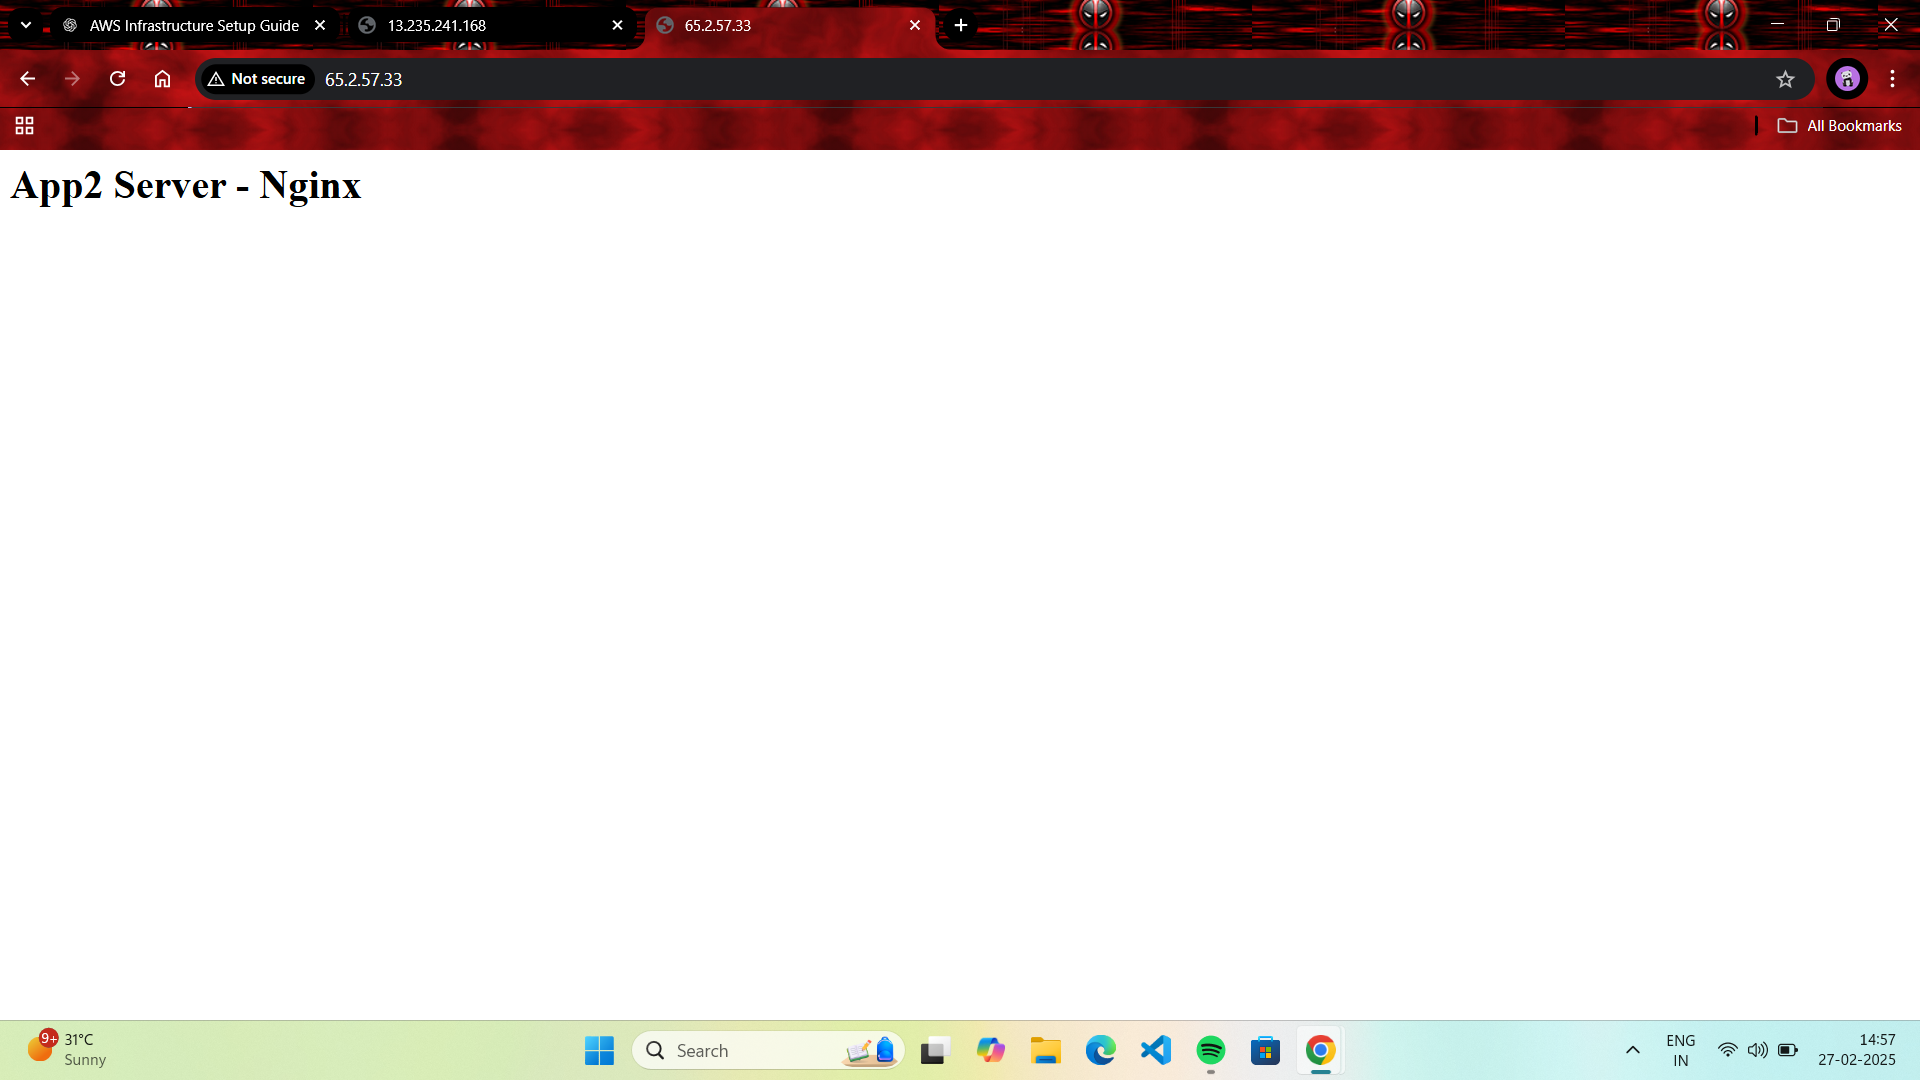 AWS Infrastructure Setup Guide
13.235.241.168
65.2.57.33
Not secure
65.2.57.33
All Bookmarks
App2 Server - Nginx
9+
31°C
Sunny
Search
ENG
IN
14:57
27-02-2025